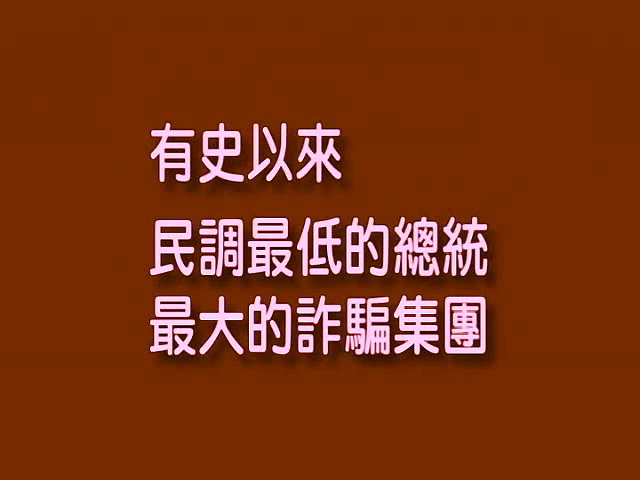 有史以來
民調最低的總統
最大的詐騙集團